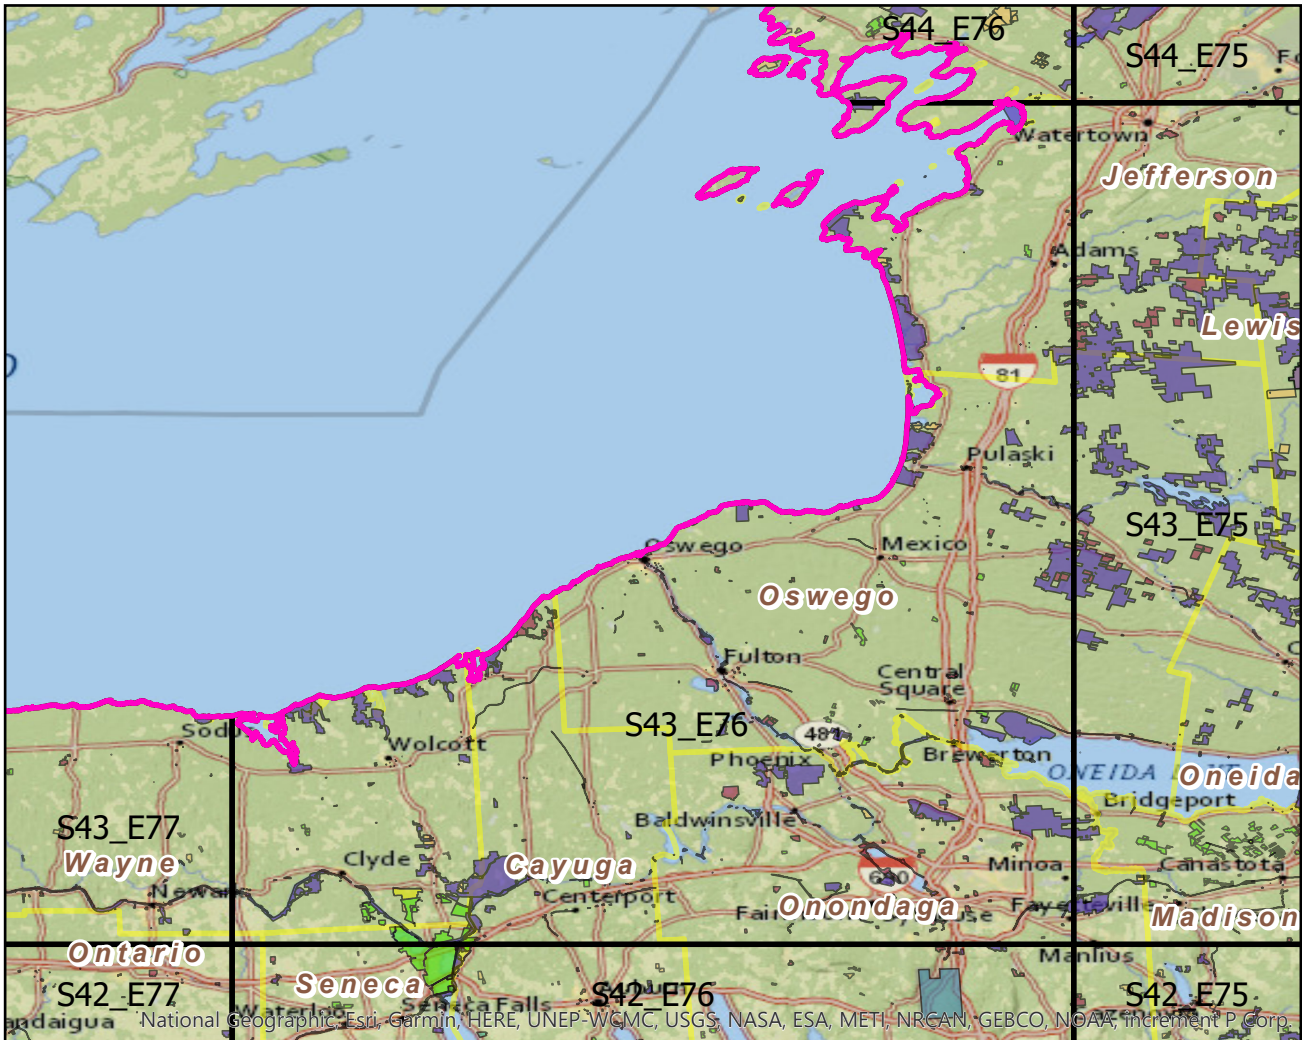 S44_E76
S44_E75
Watertown
Jefferson
Adams
Lewis
81
Pulaski
S43_E75
Oswego
Mexico
Oswego
Fulton
Central
Square
S43_E76
481
Brewerton
Phoenix
ONEIDA
Oneida
Bridgeport
Wolcott
Baldwinsville
S43_E77
Wayne
Clyde
Cayuga
Minoa
Canastota
Centerport
Onondaga
Madison
Ontario
Manlius
Seneca
S42_E77
Seneca Falls
S42_E76
S42_E75
National Geographic, Esri, Garmin, HERE, UNEP-WCMC, USGS, NASA, ESA, METI, NRCAN, GEBCO, NOAA, increment P Corp.